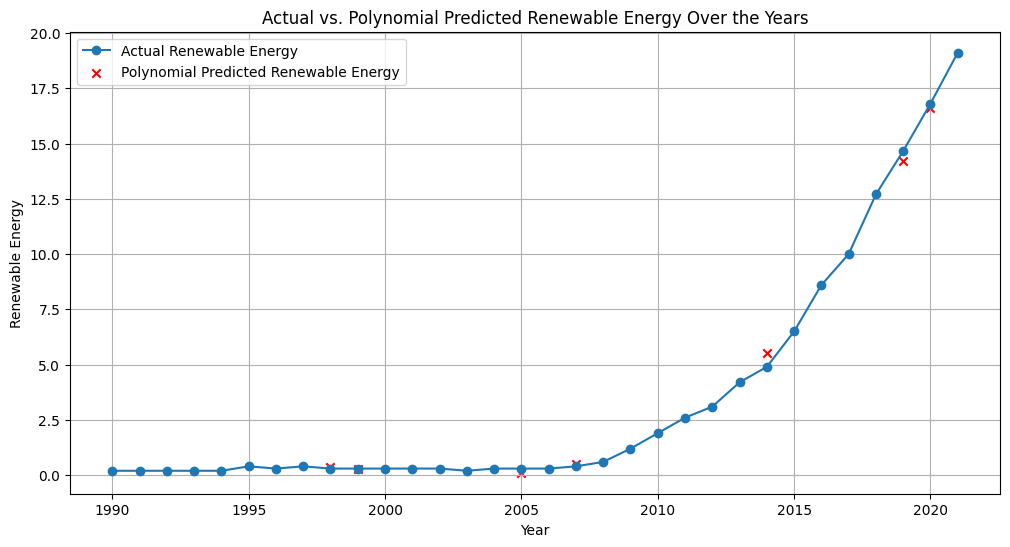 Actual vs. Polynomial Predicted Renewable Energy Over the Years
Actual Renewable Energy
Polynomial Predicted Renewable Energy
Renewable Energy
20.0
17.5
15.0
12.5
10.0
7.5
5.0
2.5
0.0
1990 1995 2000 2005 2010 2015 2020
Year